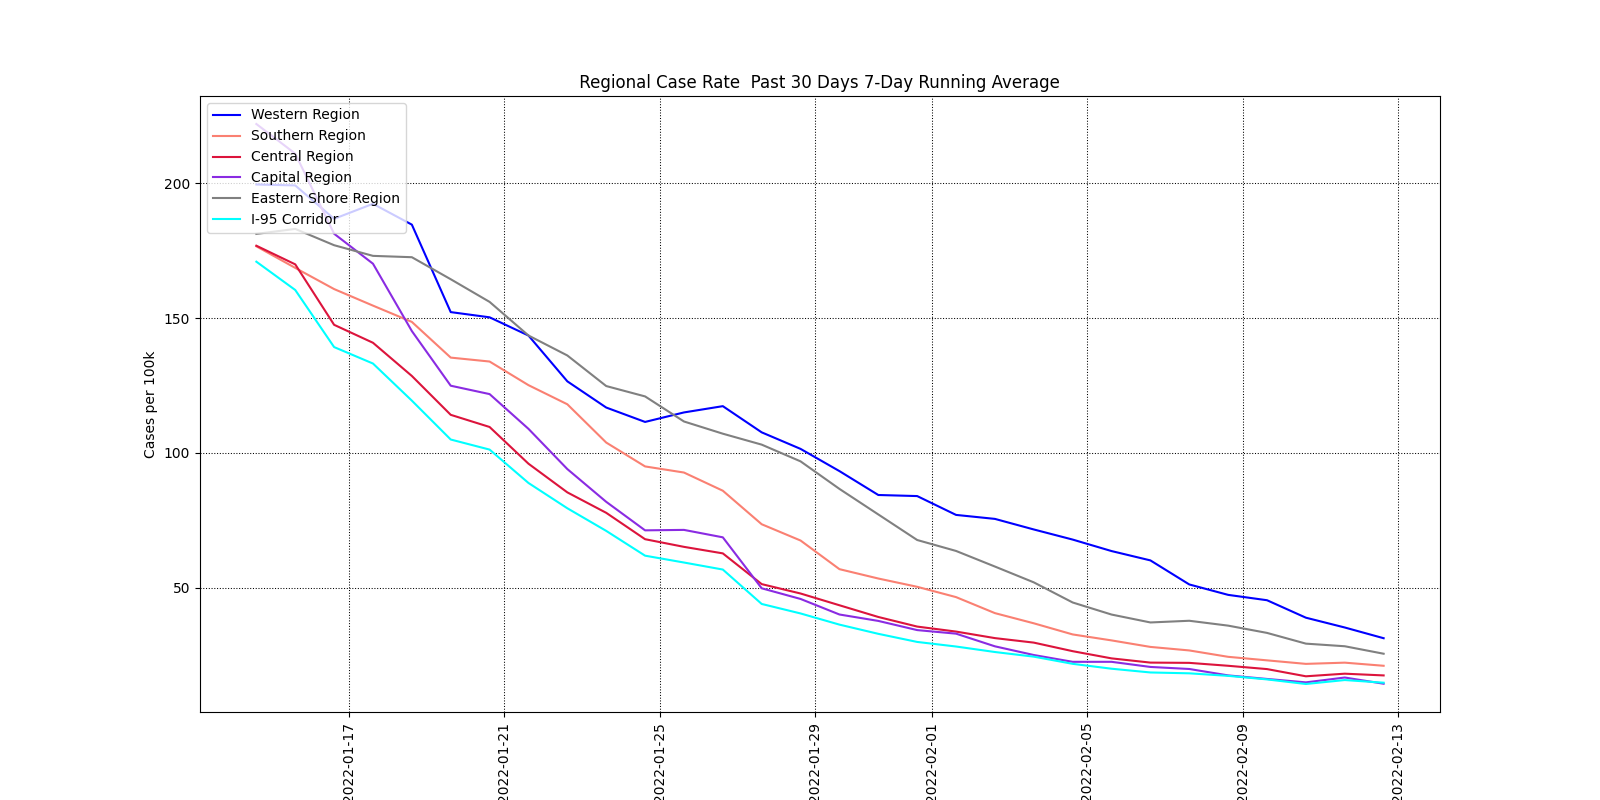 Regional Case Rate  Past 30 Days 7-Day Running Average
Western Region
Southern Region
Central Region
Capital Region
Eastern Shore Region
I-95 Corridor
Cases per 100k
200
150
100
50
2022-01-17
2022-01-21
2022-01-25
2022-01-29
2022-02-01
2022-02-05
2022-02-09
2022-02-13